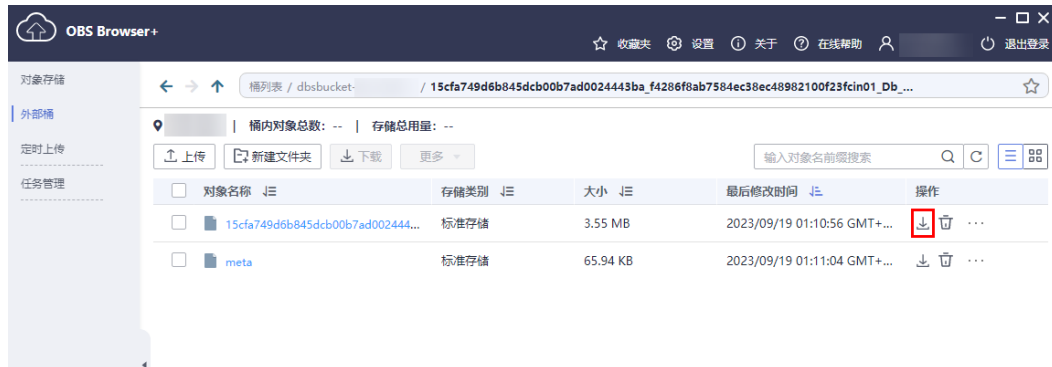 OBS Browser+
收藏夹 设置 关于 在线帮助 退出登录
对象存储
外部桶
定时上传
任务管理
桶列表 / dbsbucket- / 15cfa749d6b845dcb00b7ad0024443ba_f4286f8ab7584ec38ec48982100f23fcin01_Db_...
| 桶内对象总数: -- | 存储总用量: --
上传 新建文件夹 下载 更多 输入对象名前缀搜索
对象名称 存储类别 大小 最后修改时间 操作
15cfa749d6b845dcb00b7ad002444... 标准存储 3.55 MB 2023/09/19 01:10:56 GMT+... ...
meta 标准存储 65.94 KB 2023/09/19 01:11:04 GMT+... ...